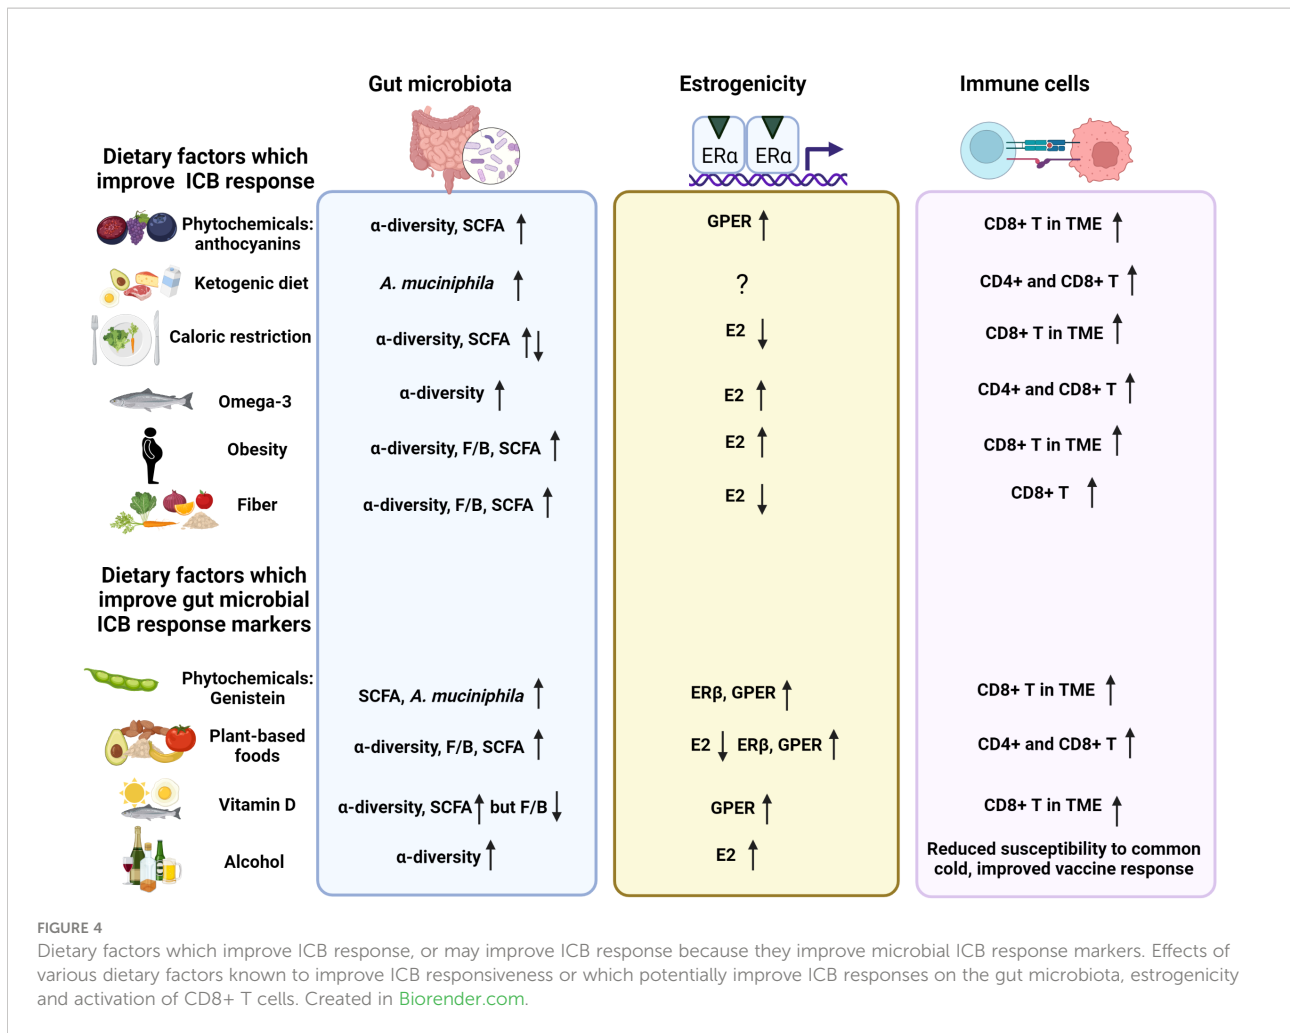 Gut microbiota
Estrogenicity
Immune cells
ERα
ERα
Dietary factors which
improve ICB response
Phytochemicals:
anthocyanins
α-diversity, SCFA ↑
GPER ↑
CD8+ T in TME ↑
Ketogenic diet
A. muciniphila ↑
?
CD4+ and CD8+ T ↑
Caloric restriction
α-diversity, SCFA ↑↓
E2 ↓
CD8+ T in TME ↑
Omega-3
α-diversity ↑
E2 ↑
CD4+ and CD8+ T ↑
Obesity
α-diversity, F/B, SCFA ↑
E2 ↑
CD8+ T in TME ↑
Fiber
α-diversity, F/B, SCFA ↑
E2 ↓
CD8+ T ↑
Dietary factors which
improve gut microbial
ICB response markers
Phytochemicals:
Genistein
SCFA, A. muciniphila ↑
ERβ, GPER ↑
CD8+ T in TME ↑
Plant-based
foods
α-diversity, F/B, SCFA ↑
E2 ↓ ERβ, GPER ↑
CD4+ and CD8+ T ↑
Vitamin D
α-diversity, SCFA ↑ but F/B ↓
GPER ↑
CD8+ T in TME ↑
Alcohol
α-diversity ↑
E2 ↑
Reduced susceptibility to common
cold, improved vaccine response
FIGURE 4
Dietary factors which improve ICB response, or may improve ICB response because they improve microbial ICB response markers. Effects of
various dietary factors known to improve ICB responsiveness or which potentially improve ICB responses on the gut microbiota, estrogenicity
and activation of CD8+ T cells. Created in Biorender.com.